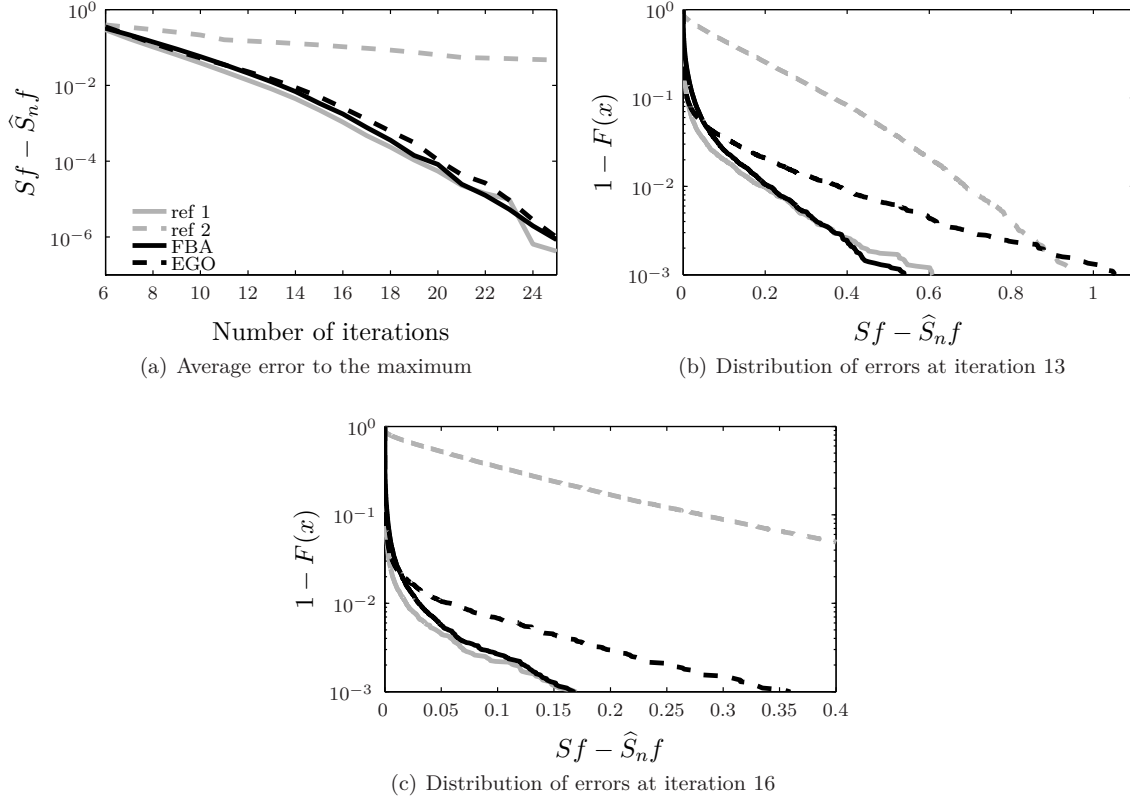 10^0
10^{-2}
10^{-4}
10^{-6}
Sf − Ŝ_n f
ref 1
ref 2
FBA
EGO
6 8 10 12 14 16 18 20 22 24
Number of iterations
(a) Average error to the maximum
10^0
10^{-1}
10^{-2}
10^{-3}
1 − F(x)
0 0.2 0.4 0.6 0.8 1
Sf − Ŝ_n f
(b) Distribution of errors at iteration 13
10^0
10^{-1}
10^{-2}
10^{-3}
1 − F(x)
0 0.05 0.1 0.15 0.2 0.25 0.3 0.35 0.4
Sf − Ŝ_n f
(c) Distribution of errors at iteration 16